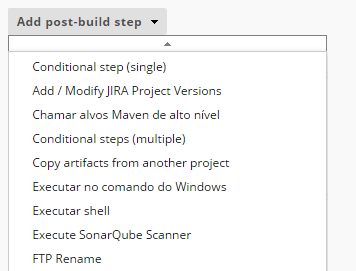 Add post-build step
Conditional step (single)
Add / Modify JIRA Project Versions
Chamar alvos Maven de alto nível
Conditional steps (multiple)
Copy artifacts from another project
Executar no comando do Windows
Executar shell
Execute SonarQube Scanner
FTP Rename